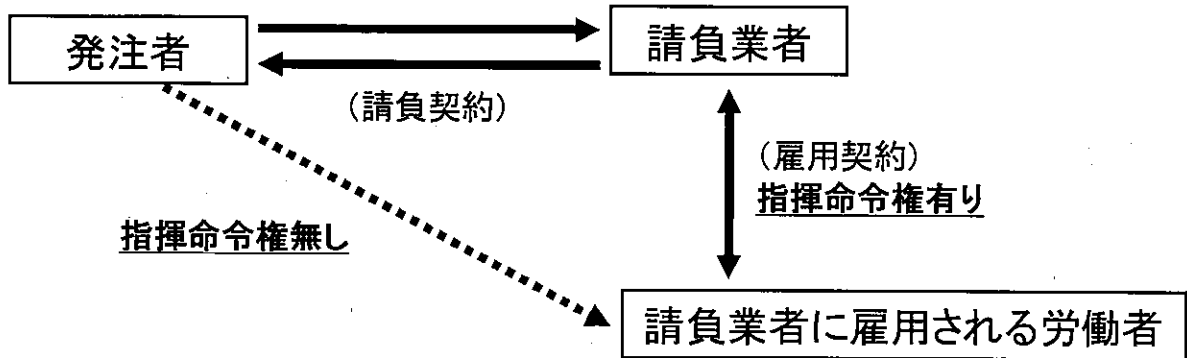 発注者
請負業者
（請負契約）
（雇用契約）
指揮命令権有り
指揮命令権無し
請負業者に雇用される労働者